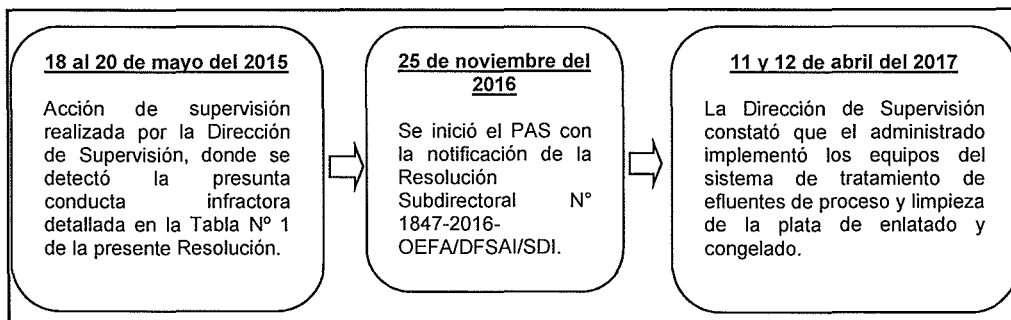 18 al 20 de mayo del 2015
Acción de supervisión
realizada por la Dirección
de Supervisión, donde se
detectó la presunta
conducta infractora
detallada en la Tabla Nº 1
de la presente Resolución.
25 de noviembre del
2016
Se inició el PAS con
la notificación de la
Resolución
Subdirectoral N°
1847-2016-
OEFA/DFSAI/SDI.
11 y 12 de abril del 2017
La Dirección de Supervisión
constató que el administrado
implementó los equipos del
sistema de tratamiento de
efluentes de proceso y limpieza
de la plata de enlatado y
congelado.